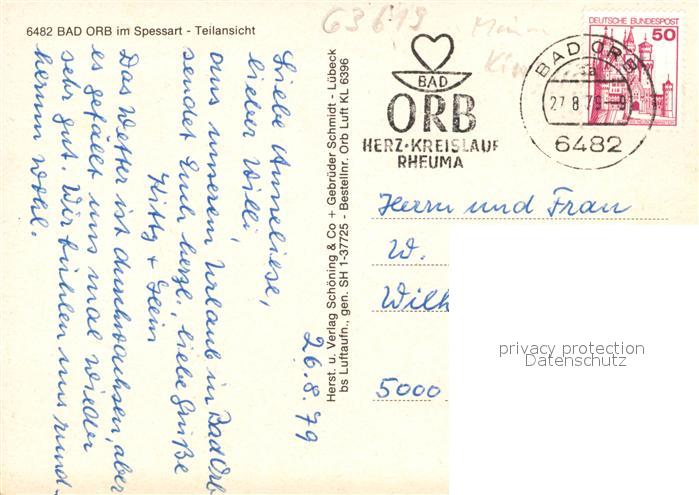 6482 BAD ORB im Spessart - Teilansicht
63619
DEUTSCHE BUNDESPOST
50
BAD
ORB
HERZ·KREISLAUF
RHEUMA
BAD ORB
a
27.8.79-9
6482
Herst. u. Verlag Schöning & Co + Gebrüder Schmidt - Lübeck
bs Luftaufn., gen. SH 1-37725 - Bestellnr. Orb Luft KL 6396
26.8.79
Liebe Anneliese,
lieber Willi,
aus unserem Urlaub in Bad Orb
sendet Euch herzl., liebe Grüße
Kitty + Hein
Das Wetter ist durchwachsen, aber
es gefällt uns mal wieder
sehr gut. Wir fühlen uns rund-
herum wohl.
Herrn und Frau
W.
Wilh
5000
privacy protection
Datenschutz